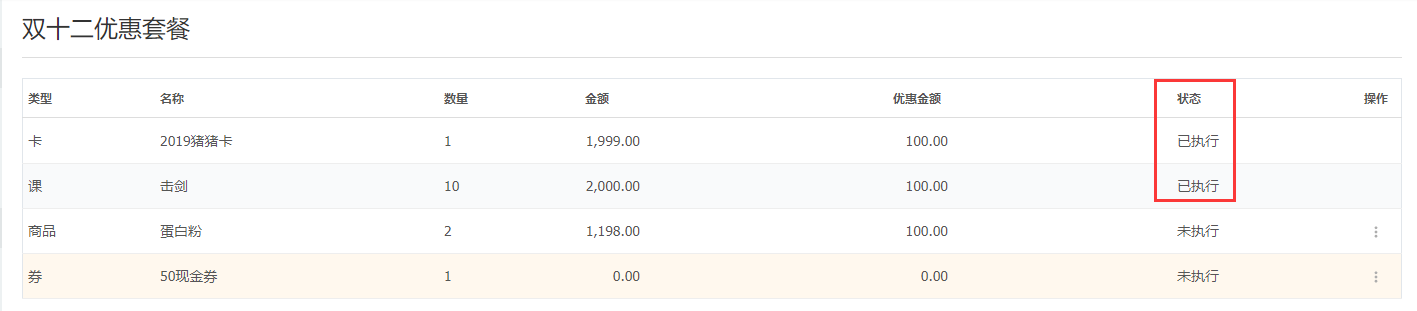 双十二优惠套餐
类型 名称 数量 金额 优惠金额 状态 操作
卡 2019猪猪卡 1 1,999.00 100.00 已执行
课 击剑 10 2,000.00 100.00 已执行
商品 蛋白粉 2 1,198.00 100.00 未执行
券 50现金券 1 0.00 0.00 未执行